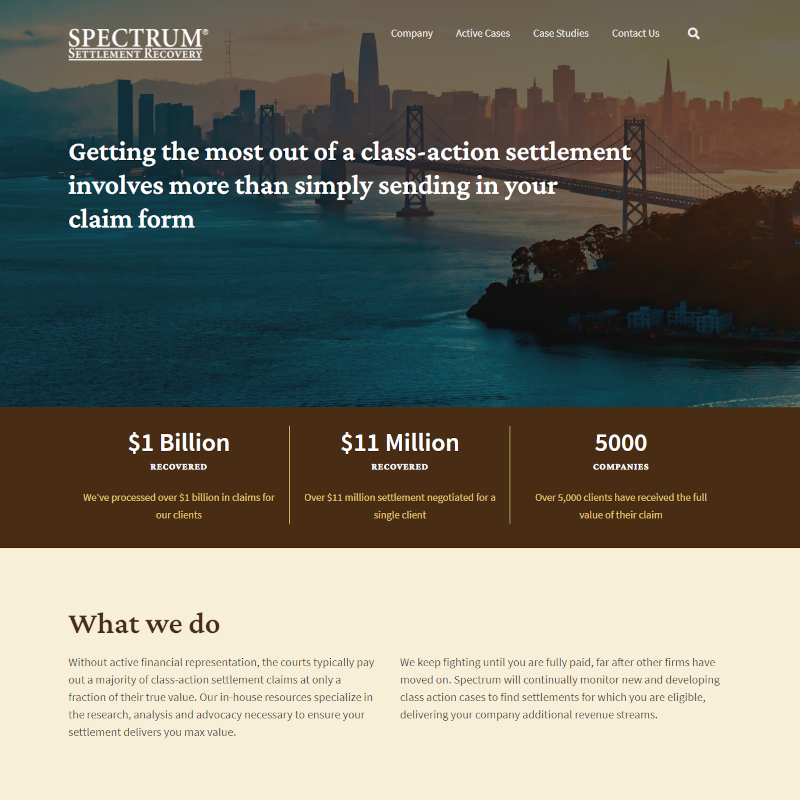 SPECTRUM®
SETTLEMENT RECOVERY
Company Active Cases Case Studies Contact Us
Getting the most out of a class-action settlement
involves more than simply sending in your
claim form
$1 Billion
RECOVERED
We've processed over $1 billion in claims for
our clients
$11 Million
RECOVERED
Over $11 million settlement negotiated for a
single client
5000
COMPANIES
Over 5,000 clients have received the full
value of their claim
What we do
Without active financial representation, the courts typically pay
out a majority of class-action settlement claims at only a
fraction of their true value. Our in-house resources specialize in
the research, analysis and advocacy necessary to ensure your
settlement delivers you max value.
We keep fighting until you are fully paid, far after other firms have
moved on. Spectrum will continually monitor new and developing
class action cases to find settlements for which you are eligible,
delivering your company additional revenue streams.